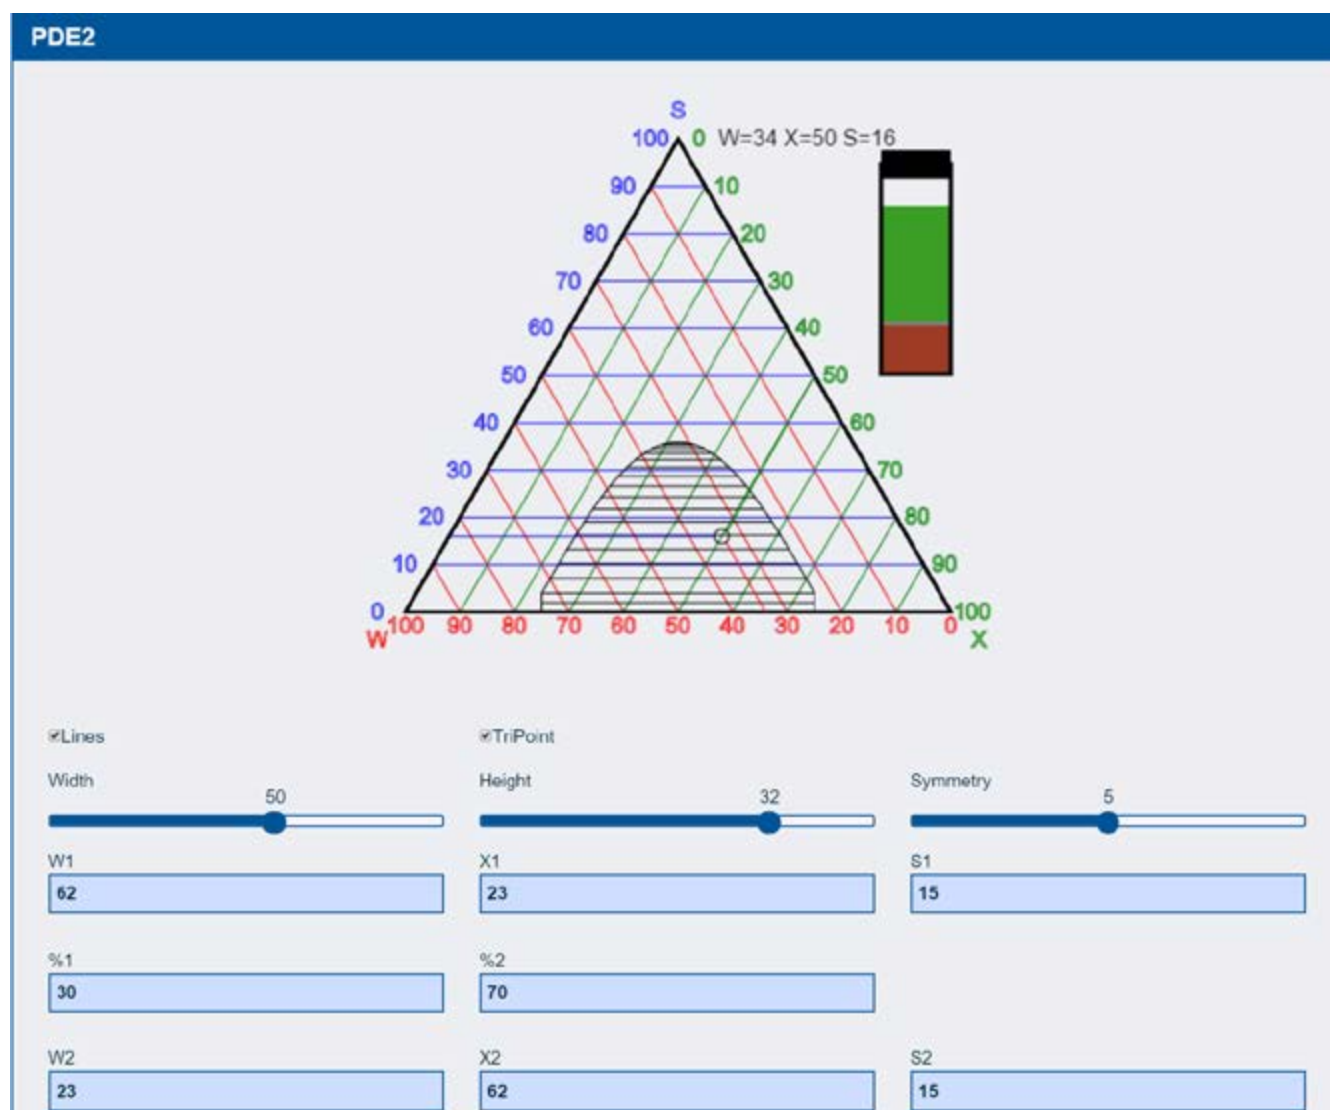 PDE2
S
100 0 W=34 X=50 S=16
90 10
80 20
70 30
60 40
50 50
40 60
30 70
20 80
10 90
0 100
W 100 90 80 70 60 50 40 30 20 10 0 X
Lines TriPoint
Width Height Symmetry
50 32 5
W1 X1 S1
62 23 15
%1 %2
30 70
W2 X2 S2
23 62 15